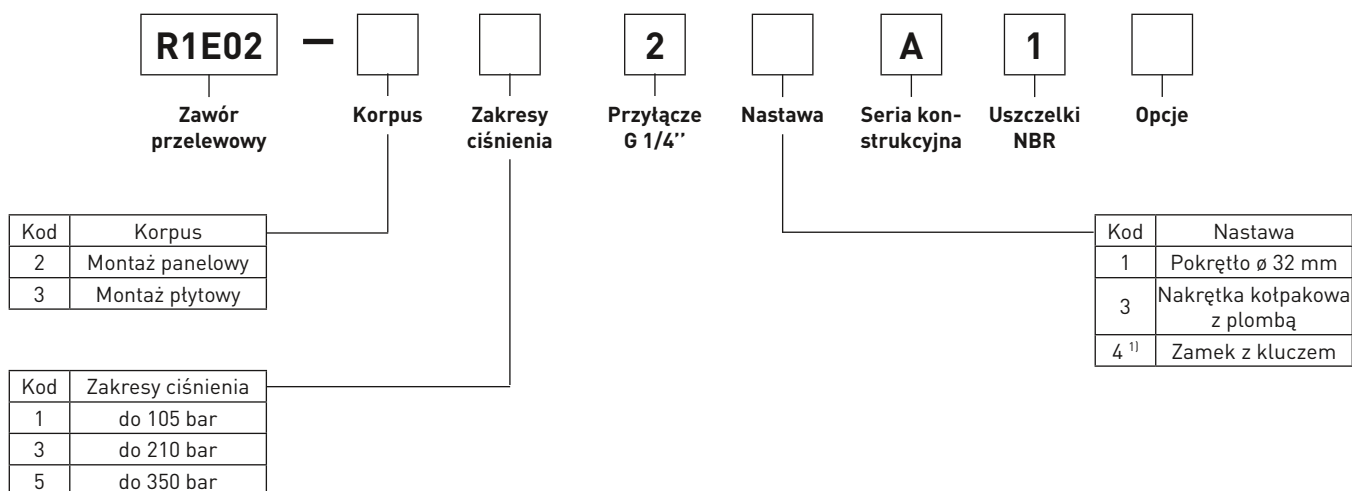 R1E02 – 2 A 1
Zawór przelewowy
Korpus
Zakresy ciśnienia
Przyłącze G 1/4’’
Nastawa
Seria kon-
strukcyjna
Uszczelki NBR
Opcje
Kod Korpus
2 Montaż panelowy
3 Montaż płytowy
Kod Zakresy ciśnienia
1 do 105 bar
3 do 210 bar
5 do 350 bar
Kod Nastawa
1 Pokrętło ø 32 mm
3 Nakrętka kołpakowa z plombą
4 ¹⁾ Zamek z kluczem